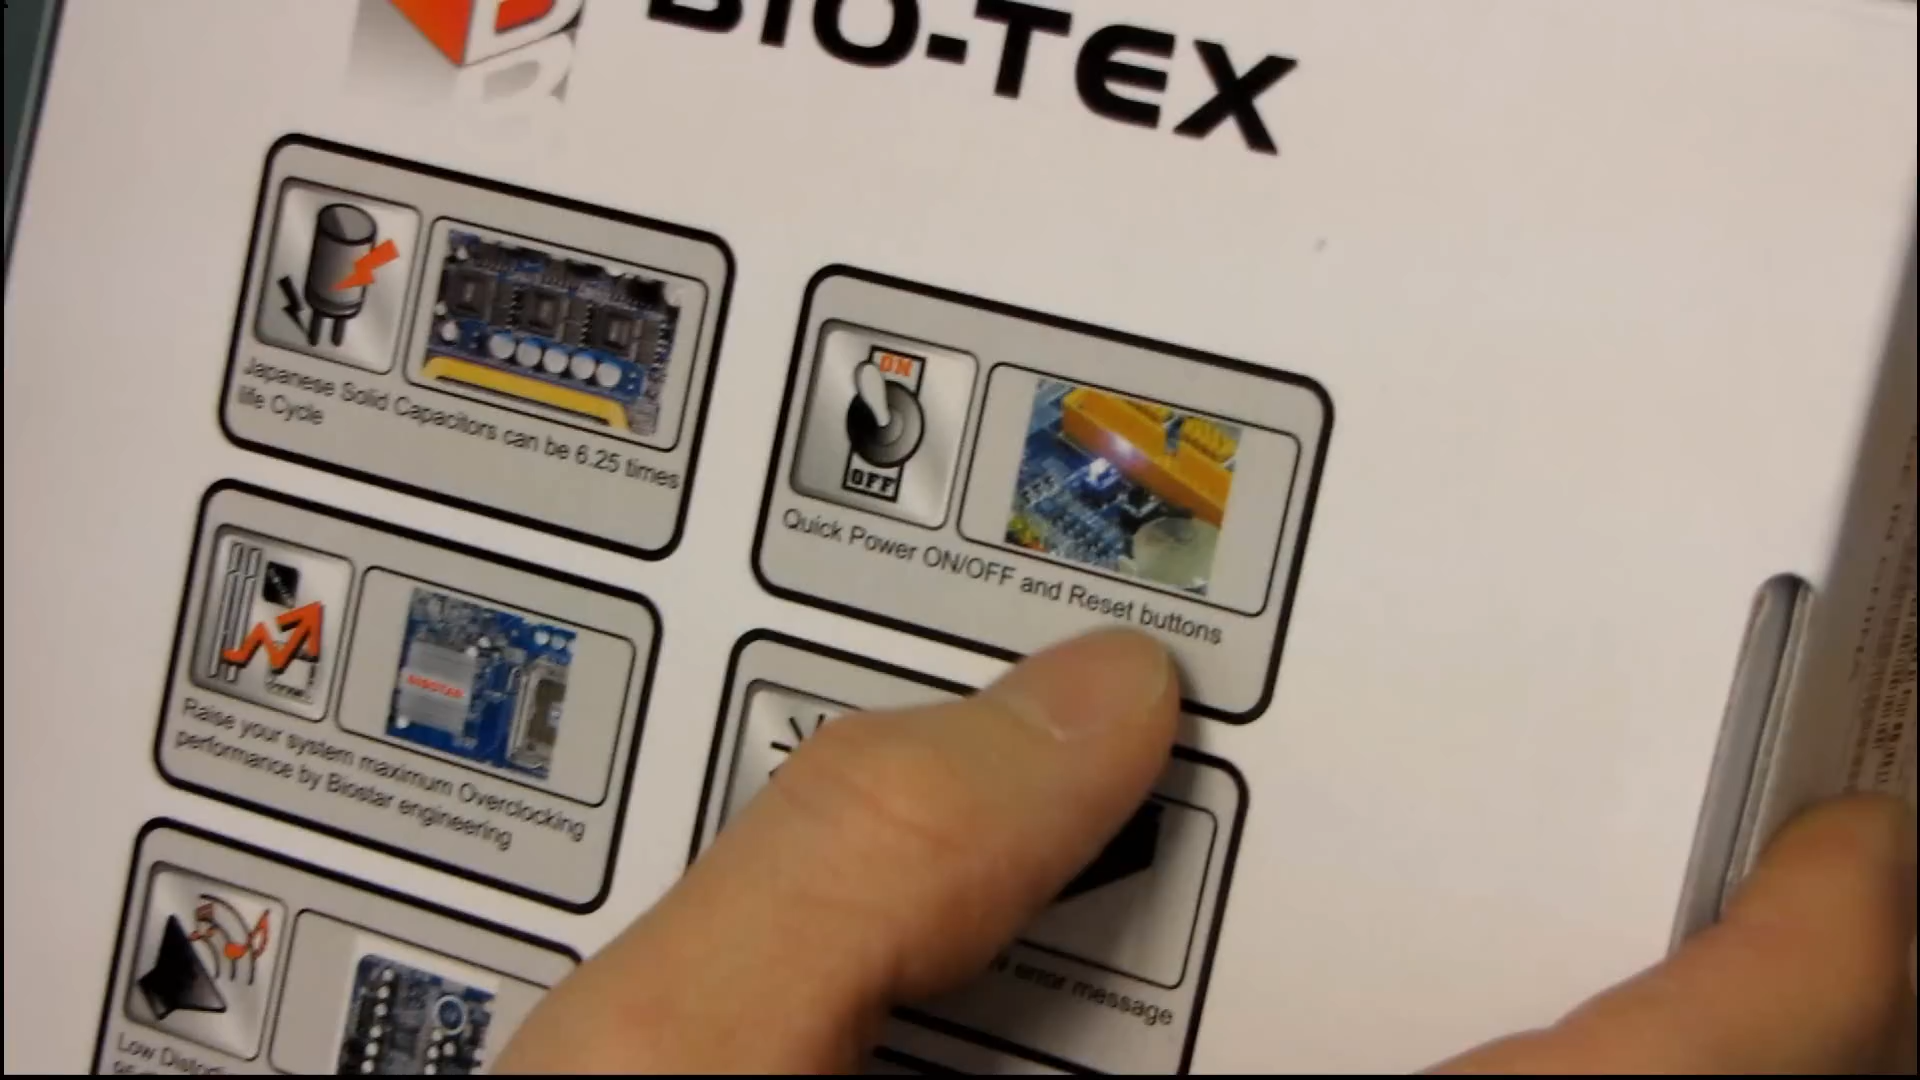 BIO-TEX
Japanese Solid Capacitors can be 6.25 times
life Cycle
ON
OFF
Quick Power ON/OFF and Reset buttons
BIOSTAR
Raise your system maximum Overclocking
performance by Biostar engineering
error message
Low